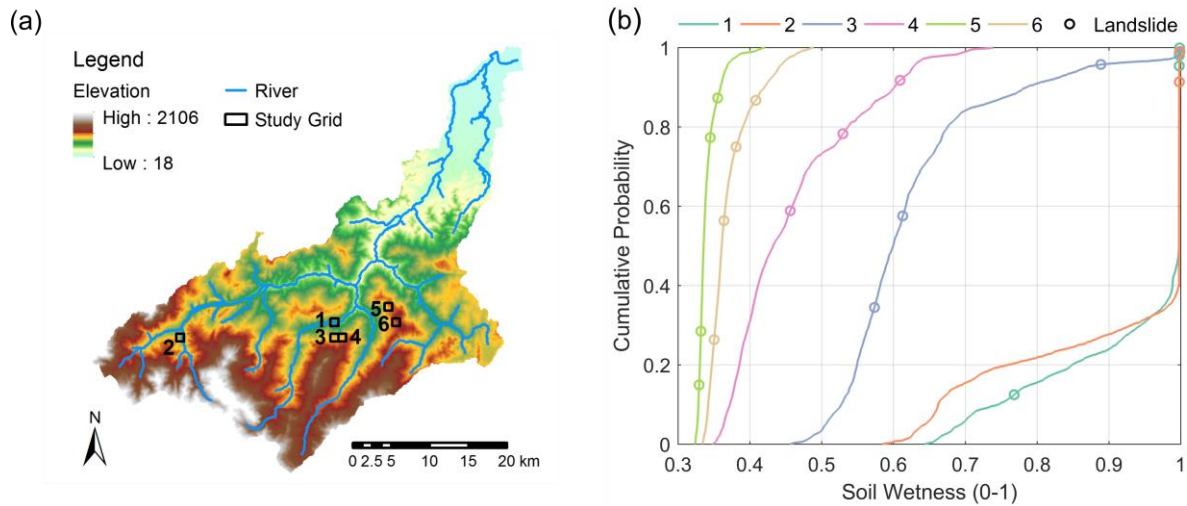 (a)
Legend
Elevation
High : 2106
Low : 18
River
Study Grid
1
2
3
4
5
6
N
0 2.5 5 10 15 20 km
(b)
1 2 3 4 5 6 Landslide
Cumulative Probability
1
0.8
0.6
0.4
0.2
0
0.3 0.4 0.5 0.6 0.7 0.8 0.9 1
Soil Wetness (0-1)